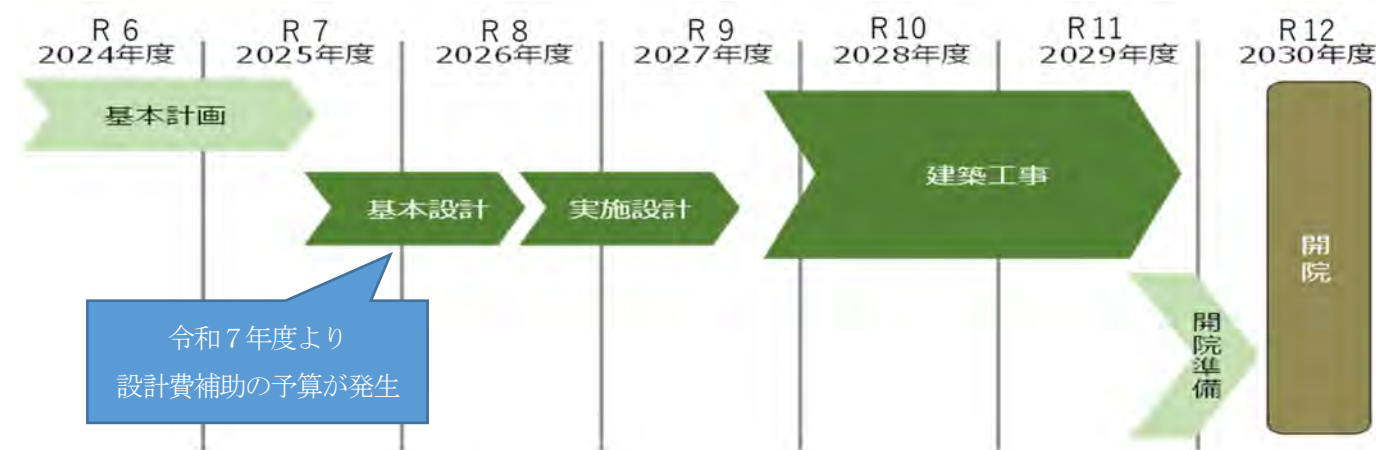 R 6
2024年度
R 7
2025年度
R 8
2026年度
R 9
2027年度
R10
2028年度
R11
2029年度
R12
2030年度
基本計画
基本設計
実施設計
建築工事
開院準備
開院
令和７年度より
設計費補助の予算が発生